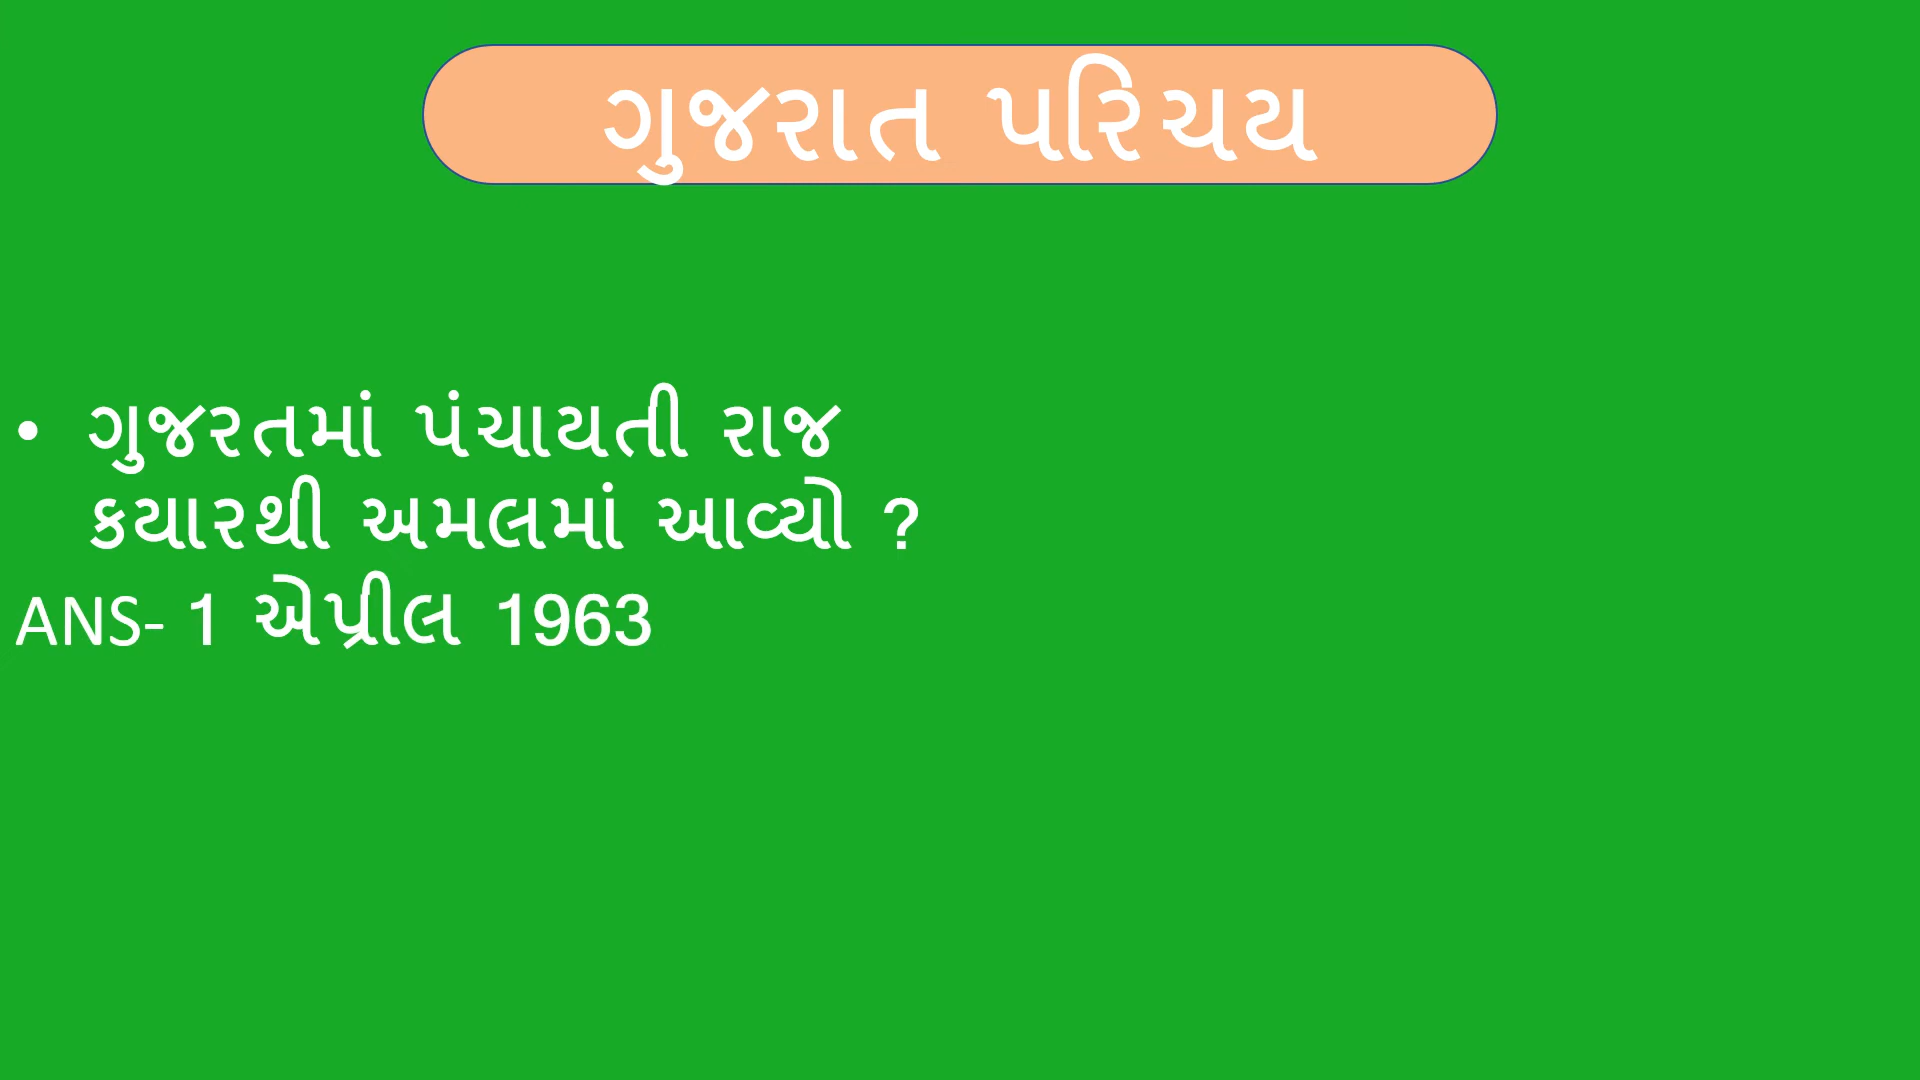 ગુજરાત પરિચય
• ગુજરતમાં પંચાયતી રાજ
કયારથી અમલમાં આવ્યો ?
ANS- 1 એપ્રીલ 1963